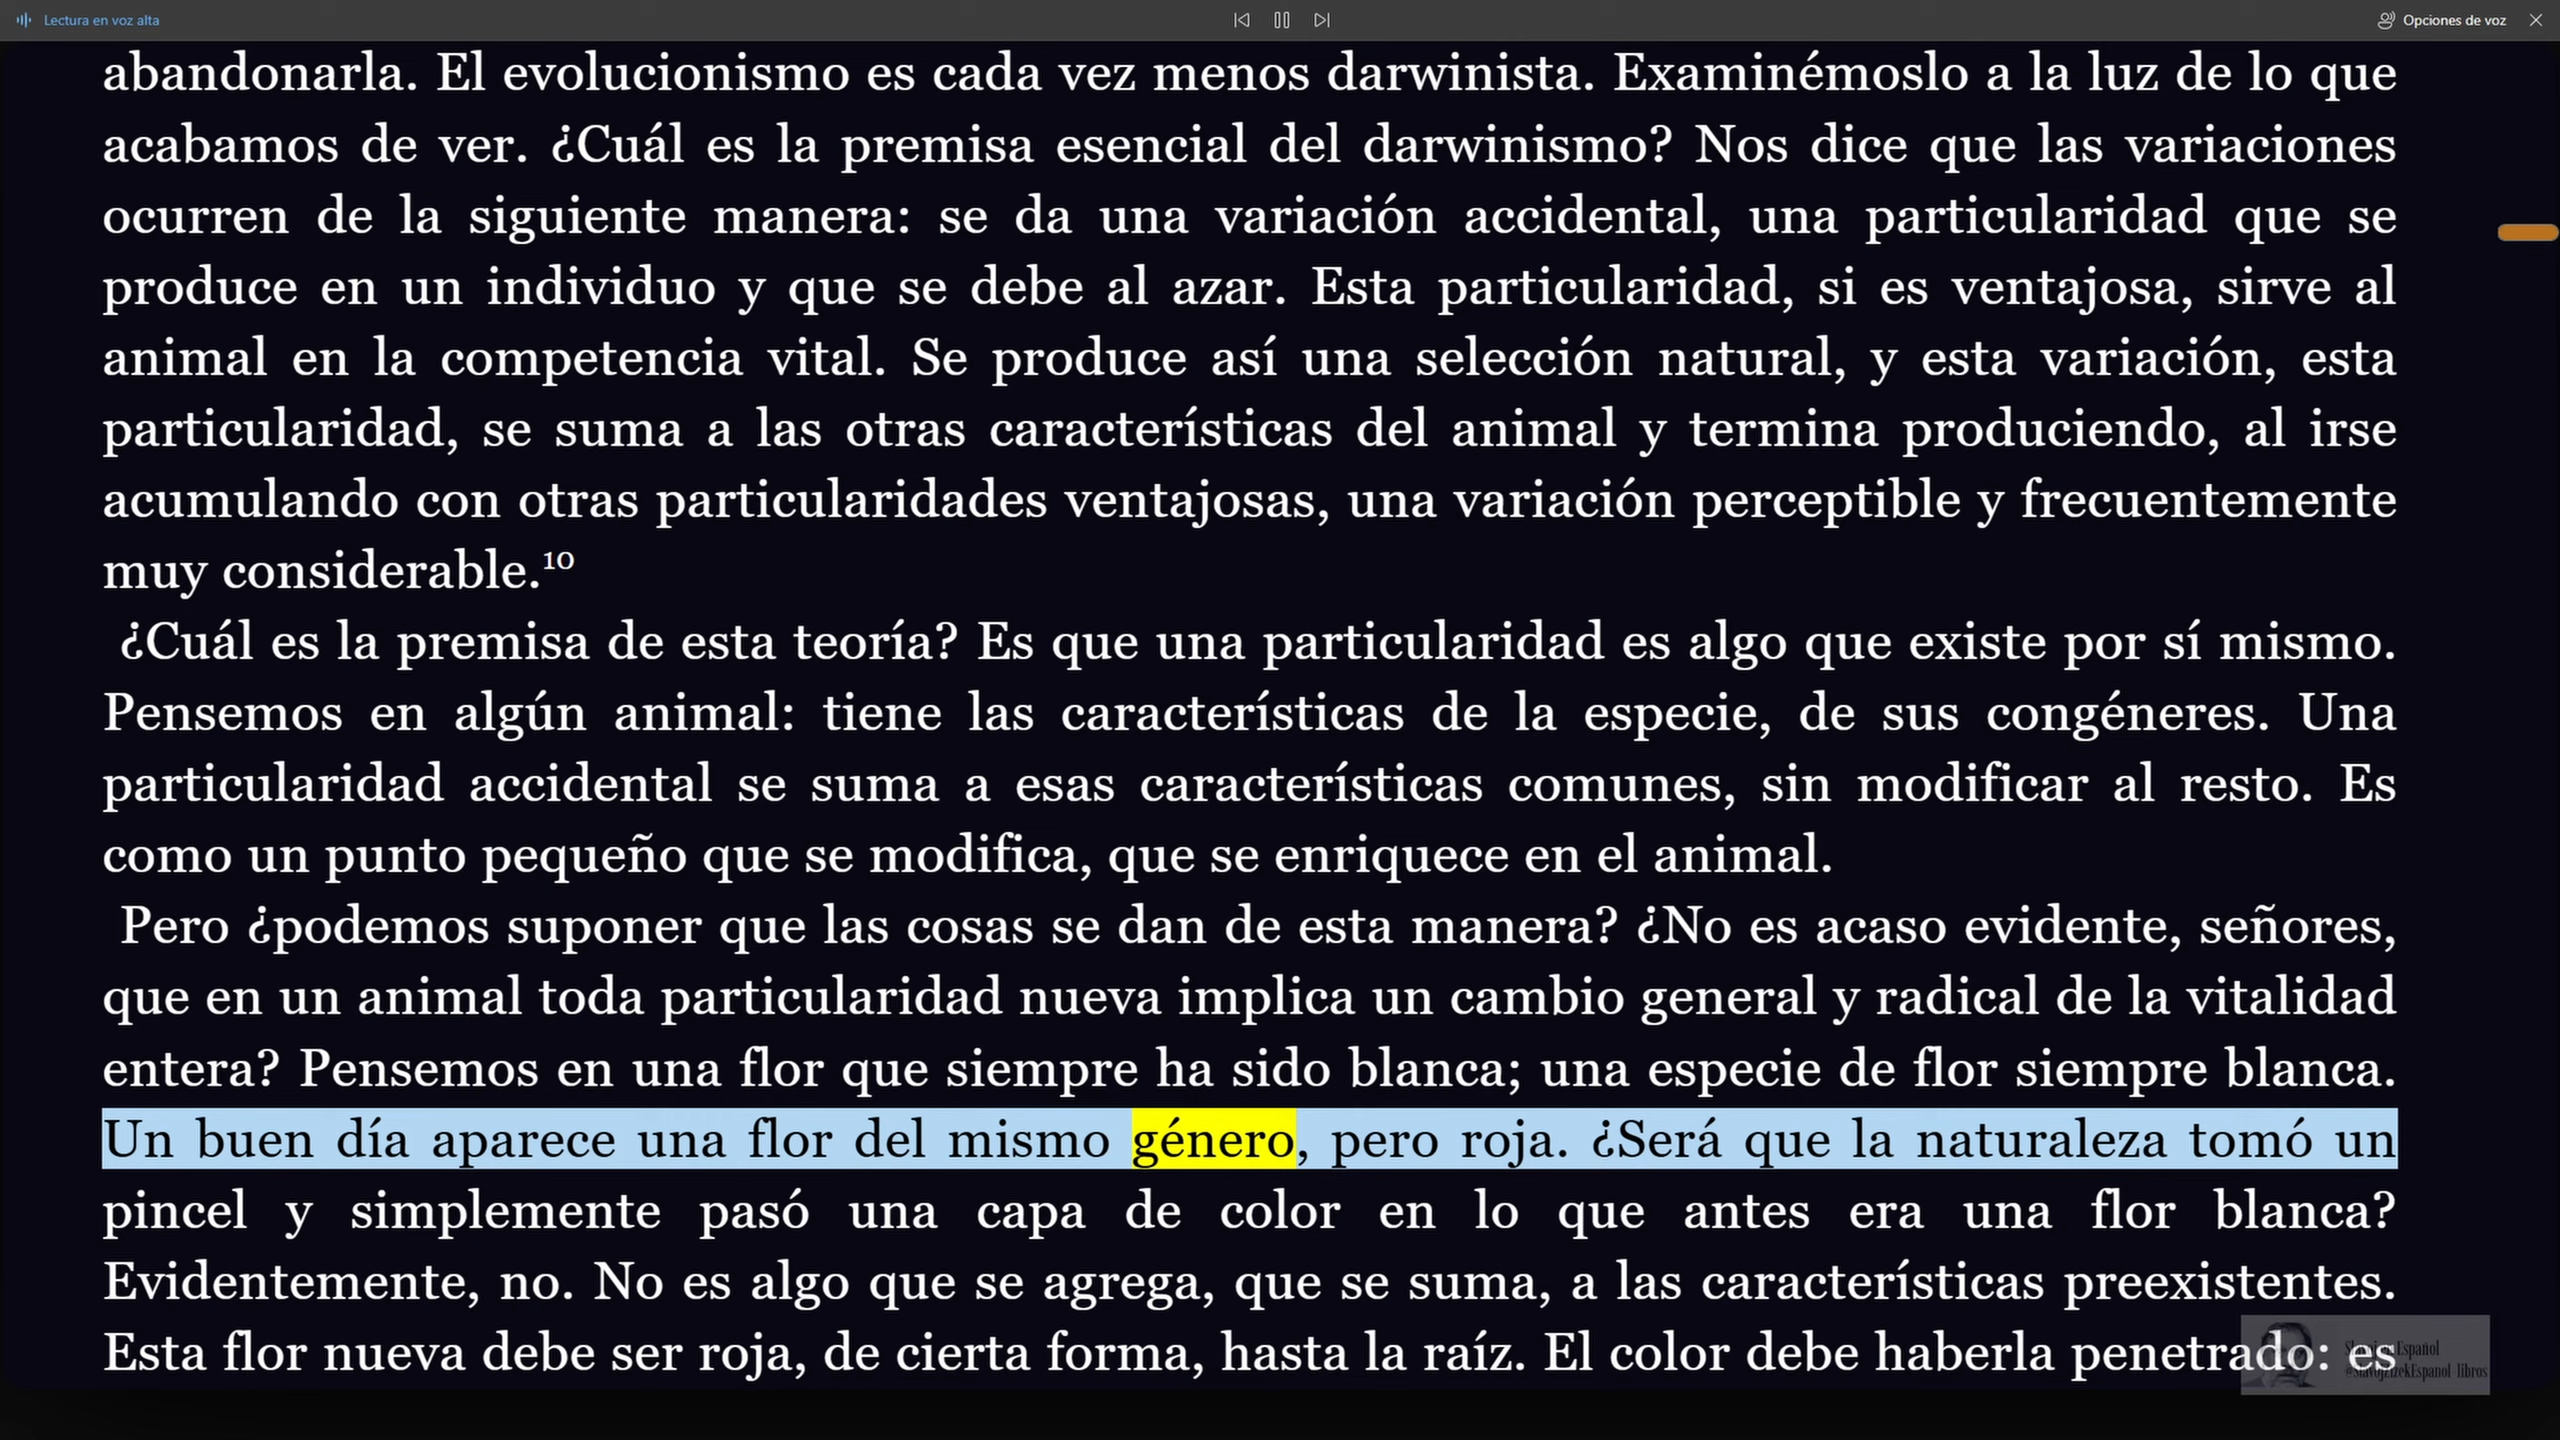 Lectura en voz alta
Opciones de voz
abandonarla. El evolucionismo es cada vez menos darwinista. Examinémoslo a la luz de lo que
acabamos de ver. ¿Cuál es la premisa esencial del darwinismo? Nos dice que las variaciones
ocurren de la siguiente manera: se da una variación accidental, una particularidad que se
produce en un individuo y que se debe al azar. Esta particularidad, si es ventajosa, sirve al
animal en la competencia vital. Se produce así una selección natural, y esta variación, esta
particularidad, se suma a las otras características del animal y termina produciendo, al irse
acumulando con otras particularidades ventajosas, una variación perceptible y frecuentemente
muy considerable.10
¿Cuál es la premisa de esta teoría? Es que una particularidad es algo que existe por sí mismo.
Pensemos en algún animal: tiene las características de la especie, de sus congéneres. Una
particularidad accidental se suma a esas características comunes, sin modificar al resto. Es
como un punto pequeño que se modifica, que se enriquece en el animal.
Pero ¿podemos suponer que las cosas se dan de esta manera? ¿No es acaso evidente, señores,
que en un animal toda particularidad nueva implica un cambio general y radical de la vitalidad
entera? Pensemos en una flor que siempre ha sido blanca; una especie de flor siempre blanca.
Un buen día aparece una flor del mismo género, pero roja. ¿Será que la naturaleza tomó un
pincel y simplemente pasó una capa de color en lo que antes era una flor blanca?
Evidentemente, no. No es algo que se agrega, que se suma, a las características preexistentes.
Esta flor nueva debe ser roja, de cierta forma, hasta la raíz. El color debe haberla penetrado: es
Español